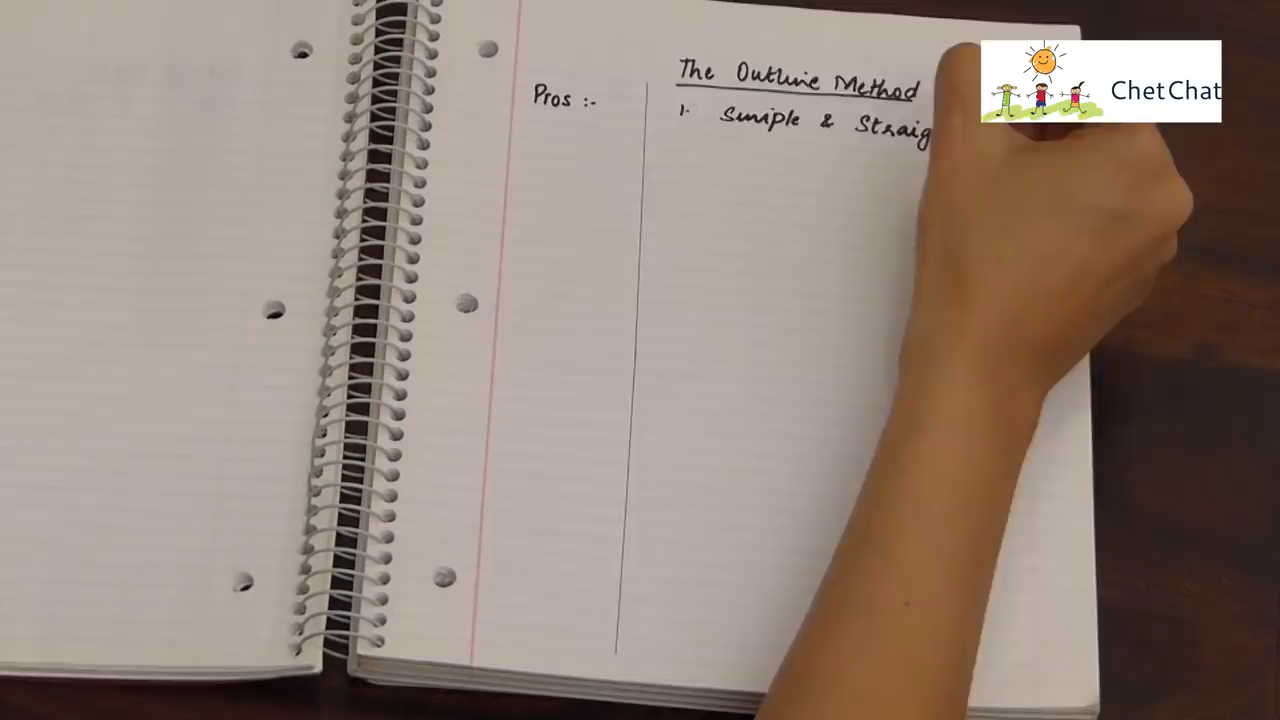 The Outline Method
Pros :-
1. Simple & Straig
ChetChat